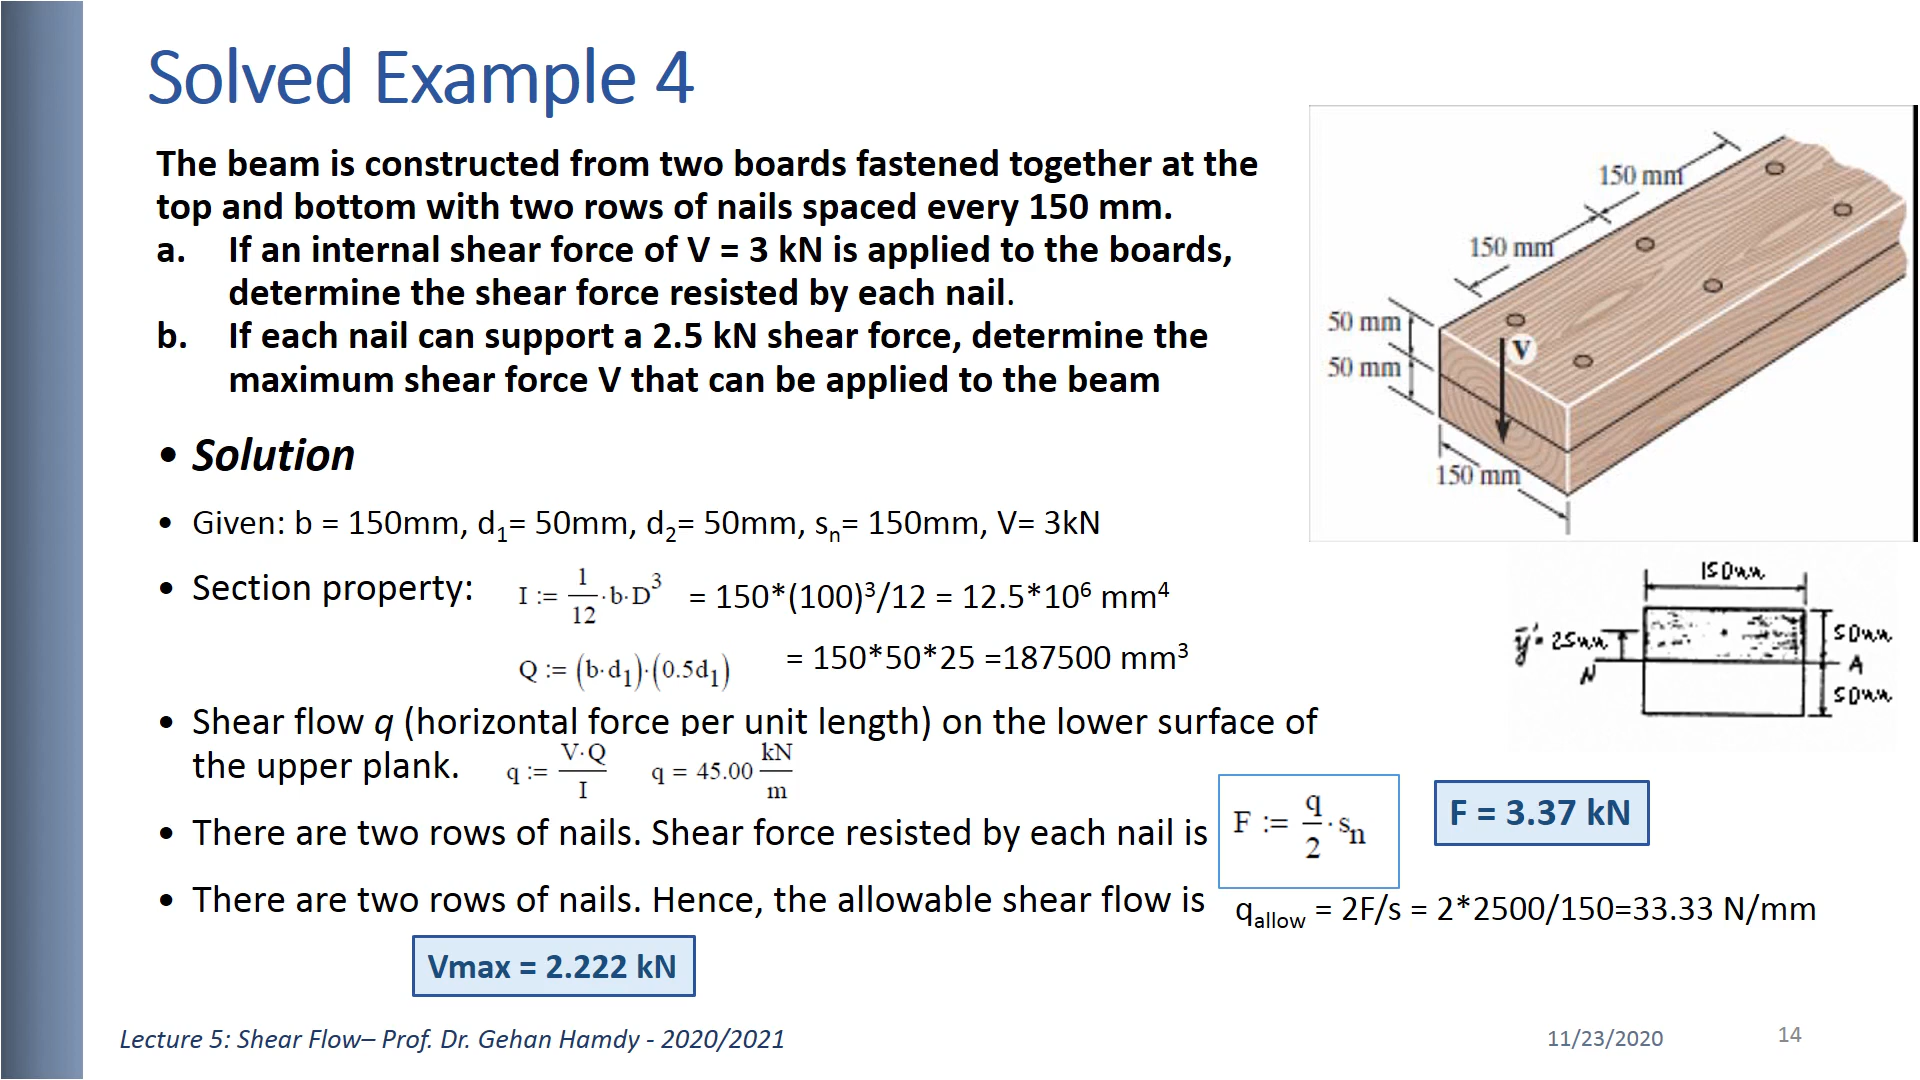 Solved Example 4
The beam is constructed from two boards fastened together at the
top and bottom with two rows of nails spaced every 150 mm.
a. If an internal shear force of V = 3 kN is applied to the boards,
determine the shear force resisted by each nail.
b. If each nail can support a 2.5 kN shear force, determine the
maximum shear force V that can be applied to the beam
150 mm
150 mm
50 mm
50 mm
V
150 mm
• Solution
• Given: b = 150mm, d₁= 50mm, d₂= 50mm, sₙ= 150mm, V= 3kN
• Section property: I := 1/12 ·b·D³ = 150*(100)³/12 = 12.5*10⁶ mm⁴
Q := (b·d₁)·(0.5d₁) = 150*50*25 =187500 mm³
150mm
ȳ'= 25mm
50mm
N
A
50mm
• Shear flow q (horizontal force per unit length) on the lower surface of
the upper plank. q := V·Q/I q = 45.00 kN/m
• There are two rows of nails. Shear force resisted by each nail is F := q/2 ·sₙ F = 3.37 kN
• There are two rows of nails. Hence, the allowable shear flow is q_allow = 2F/s = 2*2500/150=33.33 N/mm
Vmax = 2.222 kN
Lecture 5: Shear Flow– Prof. Dr. Gehan Hamdy - 2020/2021
11/23/2020
14